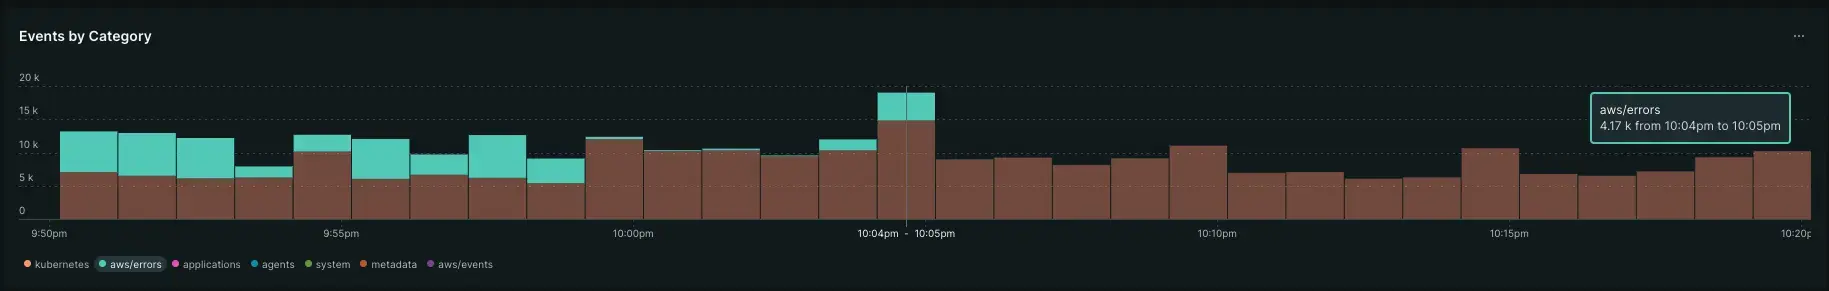 Events by Category
...
20 k
15 k
10 k
5 k
0
aws/errors
4.17 k from 10:04pm to 10:05pm
9:50pm 9:55pm 10:00pm 10:04pm - 10:05pm 10:10pm 10:15pm 10:20p
kubernetes aws/errors applications agents system metadata aws/events